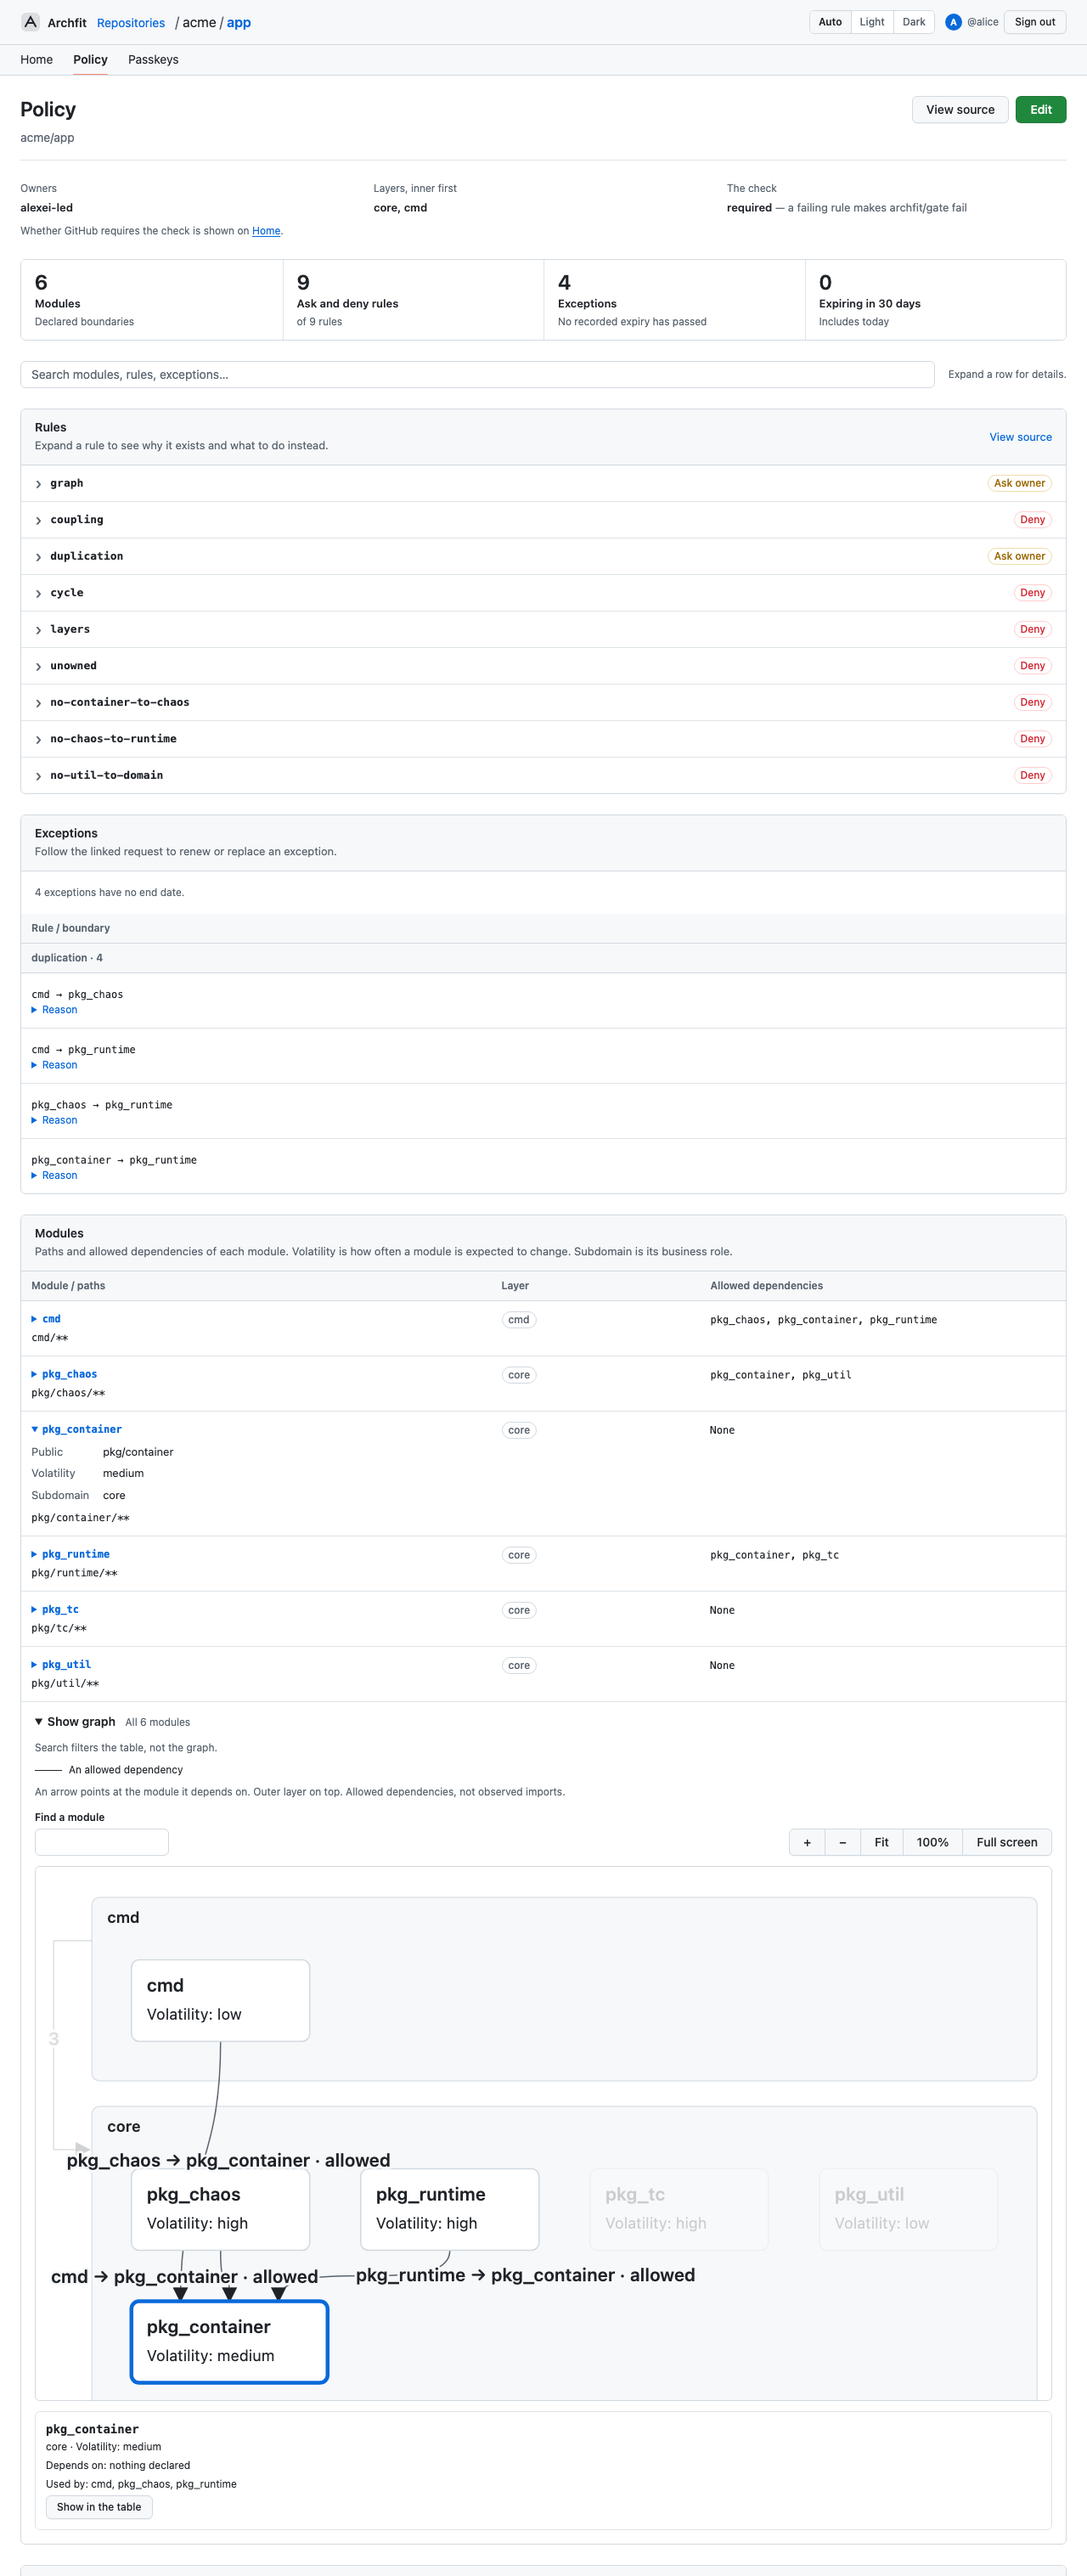 Archfit Repositories / acme / app
Auto Light Dark A @alice Sign out
Home Policy Passkeys
Policy
View source Edit
acme/app
Owners
alexei-led
Layers, inner first
core, cmd
The check
required — a failing rule makes archfit/gate fail
Whether GitHub requires the check is shown on Home.
6
Modules
Declared boundaries
9
Ask and deny rules
of 9 rules
4
Exceptions
No recorded expiry has passed
0
Expiring in 30 days
Includes today
Search modules, rules, exceptions…
Expand a row for details.
Rules
Expand a rule to see why it exists and what to do instead.
View source
graph Ask owner
coupling Deny
duplication Ask owner
cycle Deny
layers Deny
unowned Deny
no-container-to-chaos Deny
no-chaos-to-runtime Deny
no-util-to-domain Deny
Exceptions
Follow the linked request to renew or replace an exception.
4 exceptions have no end date.
Rule / boundary
duplication · 4
cmd → pkg_chaos
Reason
cmd → pkg_runtime
Reason
pkg_chaos → pkg_runtime
Reason
pkg_container → pkg_runtime
Reason
Modules
Paths and allowed dependencies of each module. Volatility is how often a module is expected to change. Subdomain is its business role.
Module / paths Layer Allowed dependencies
cmd cmd pkg_chaos, pkg_container, pkg_runtime
cmd/**
pkg_chaos core pkg_container, pkg_util
pkg/chaos/**
pkg_container core None
Public pkg/container
Volatility medium
Subdomain core
pkg/container/**
pkg_runtime core pkg_container, pkg_tc
pkg/runtime/**
pkg_tc core None
pkg/tc/**
pkg_util core None
pkg/util/**
Show graph All 6 modules
Search filters the table, not the graph.
An allowed dependency
An arrow points at the module it depends on. Outer layer on top. Allowed dependencies, not observed imports.
Find a module
+ − Fit 100% Full screen
cmd
cmd
Volatility: low
3
core
pkg_chaos → pkg_container · allowed
pkg_chaos
Volatility: high
pkg_runtime
Volatility: high
pkg_tc
Volatility: high
pkg_util
Volatility: low
cmd → pkg_container · allowed
pkg_runtime → pkg_container · allowed
pkg_container
Volatility: medium
pkg_container
core · Volatility: medium
Depends on: nothing declared
Used by: cmd, pkg_chaos, pkg_runtime
Show in the table